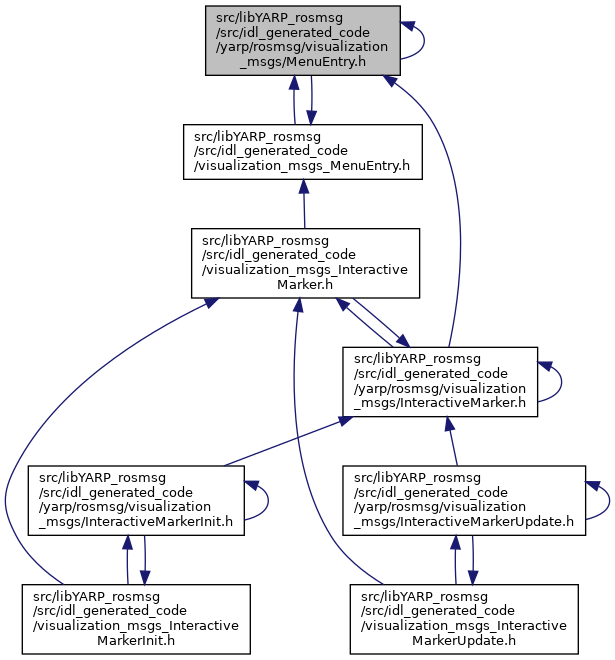 src/libYARP_rosmsg
/src/idl_generated_code
/yarp/rosmsg/visualization
_msgs/MenuEntry.h
src/libYARP_rosmsg
/src/idl_generated_code
/visualization_msgs_MenuEntry.h
src/libYARP_rosmsg
/src/idl_generated_code
/visualization_msgs_Interactive
Marker.h
src/libYARP_rosmsg
/src/idl_generated_code
/yarp/rosmsg/visualization
_msgs/InteractiveMarker.h
src/libYARP_rosmsg
/src/idl_generated_code
/yarp/rosmsg/visualization
_msgs/InteractiveMarkerInit.h
src/libYARP_rosmsg
/src/idl_generated_code
/yarp/rosmsg/visualization
_msgs/InteractiveMarkerUpdate.h
src/libYARP_rosmsg
/src/idl_generated_code
/visualization_msgs_Interactive
MarkerInit.h
src/libYARP_rosmsg
/src/idl_generated_code
/visualization_msgs_Interactive
MarkerUpdate.h